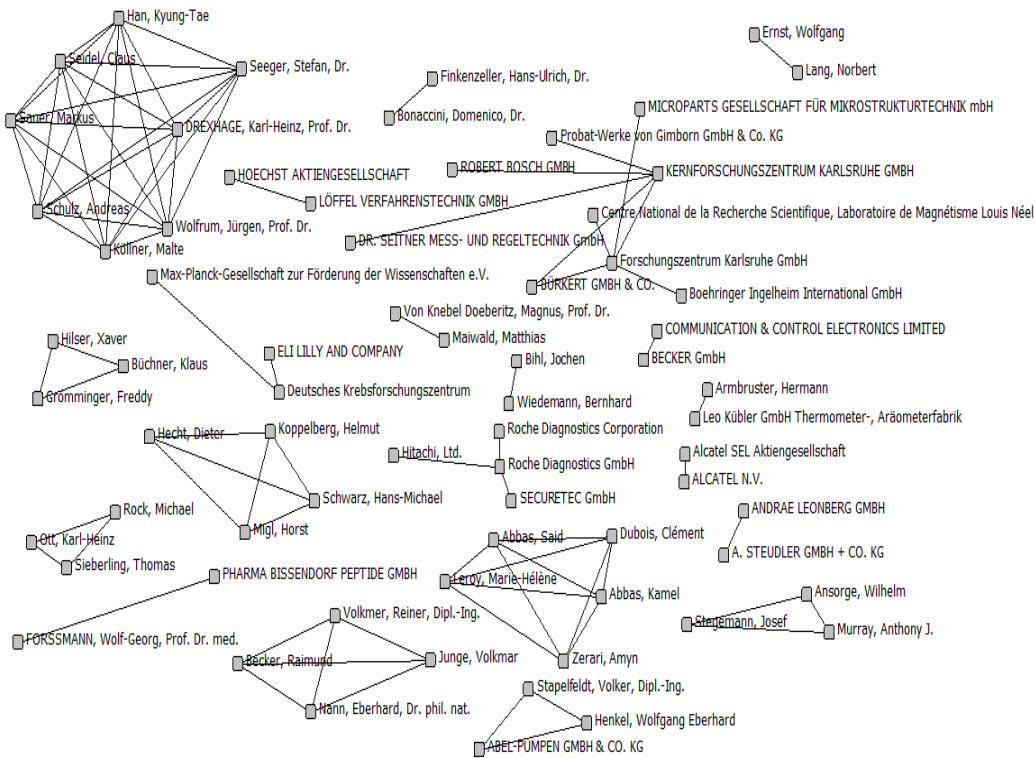 Han, Kyung-Tae
Ernst, Wolfgang
Seidel, Claus
Seeger, Stefan, Dr.
Lang, Norbert
Finkenzeller, Hans-Ulrich, Dr.
MICROPARTS GESELLSCHAFT FÜR MIKROSTRUKTURTECHNIK mbH
Sauer, Markus
Bonaccini, Domenico, Dr.
DREXHAGE, Karl-Heinz, Prof. Dr.
Probat-Werke von Gimborn GmbH & Co. KG
ROBERT BOSCH GMBH
KERNFORSCHUNGSZENTRUM KARLSRUHE GMBH
HOECHST AKTIENGESELLSCHAFT
LÖFFEL VERFAHRENSTECHNIK GMBH
Schulz, Andreas
Centre National de la Recherche Scientifique, Laboratoire de Magnétisme Louis Néel
Wolfrum, Jürgen, Prof. Dr.
DR. SEITNER MESS- UND REGELTECHNIK GmbH
Köllner, Malte
Forschungszentrum Karlsruhe GmbH
Max-Planck-Gesellschaft zur Förderung der Wissenschaften e.V.
BÜRKERT GMBH & CO.
Boehringer Ingelheim International GmbH
Von Knebel Doeberitz, Magnus, Prof. Dr.
COMMUNICATION & CONTROL ELECTRONICS LIMITED
Hilser, Xaver
Maiwald, Matthias
ELI LILLY AND COMPANY
Bihl, Jochen
BECKER GmbH
Büchner, Klaus
Deutsches Krebsforschungszentrum
Armbruster, Hermann
Grömminger, Freddy
Wiedemann, Bernhard
Leo Kübler GmbH Thermometer-, Aräometerfabrik
Hecht, Dieter
Koppelberg, Helmut
Roche Diagnostics Corporation
Hitachi, Ltd.
Alcatel SEL Aktiengesellschaft
Roche Diagnostics GmbH
ALCATEL N.V.
Schwarz, Hans-Michael
SECURETEC GmbH
Rock, Michael
ANDRAE LEONBERG GMBH
Migl, Horst
Ott, Karl-Heinz
Abbas, Said
Dubois, Clément
A. STEUDLER GMBH + CO. KG
Sieberling, Thomas
PHARMA BISSENDORF PEPTIDE GMBH
Leroy, Marie-Hélène
Abbas, Kamel
Ansorge, Wilhelm
Volkmer, Reiner, Dipl.-Ing.
Stegemann, Josef
Murray, Anthony J.
FORSSMANN, Wolf-Georg, Prof. Dr. med.
Becker, Raimund
Junge, Volkmar
Zerari, Amyn
Stapelfeldt, Volker, Dipl.-Ing.
Nann, Eberhard, Dr. phil. nat.
Henkel, Wolfgang Eberhard
ABEL-PUMPEN GMBH & CO. KG